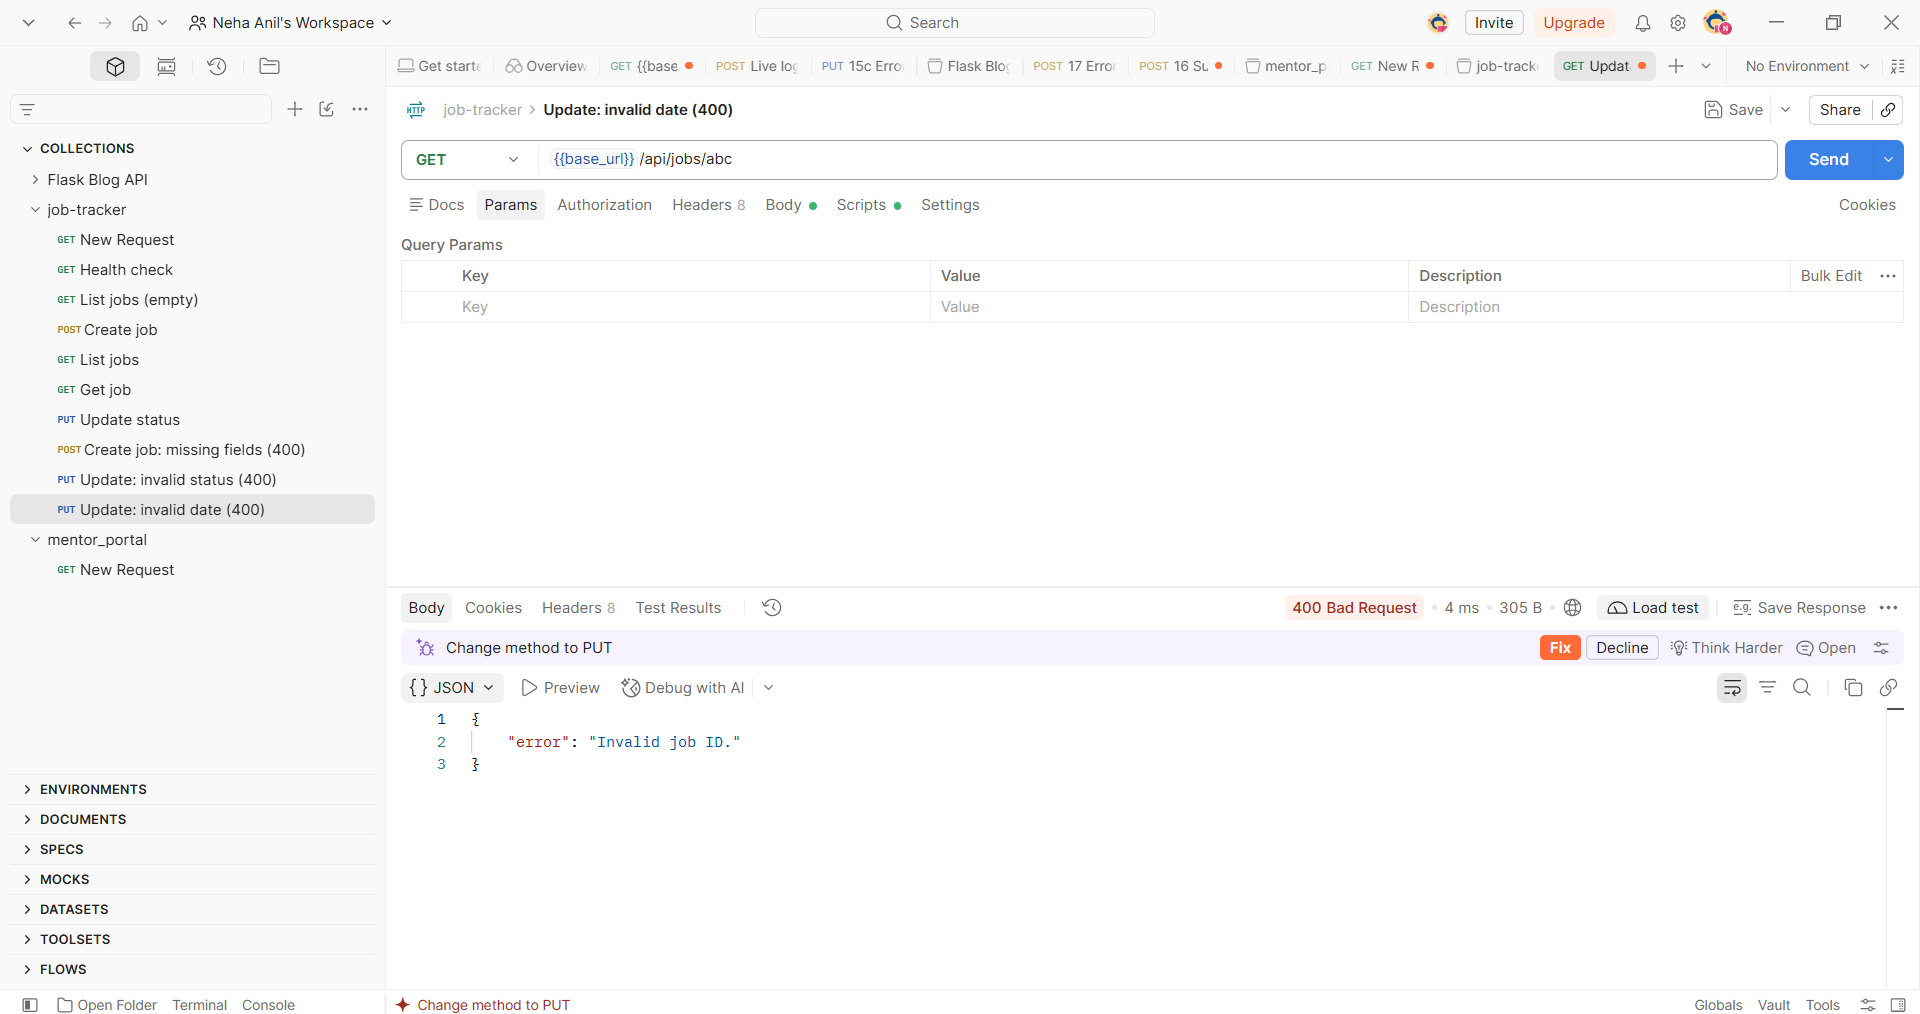 Neha Anil's Workspace
Search
Invite
Upgrade
N
Get starte
Overview
GET {{base
POST Live log
PUT 15c Erro
Flask Blog
POST 17 Erro
POST 16 Su
mentor_p
GET New R
job-track
GET Updat
No Environment
HTTP job-tracker > Update: invalid date (400)
Save
Share
COLLECTIONS
Flask Blog API
job-tracker
GET New Request
GET Health check
GET List jobs (empty)
POST Create job
GET List jobs
GET Get job
PUT Update status
POST Create job: missing fields (400)
PUT Update: invalid status (400)
PUT Update: invalid date (400)
mentor_portal
GET New Request
ENVIRONMENTS
DOCUMENTS
SPECS
MOCKS
DATASETS
TOOLSETS
FLOWS
GET {{base_url}} /api/jobs/abc
Send
Docs Params Authorization Headers 8 Body Scripts Settings
Cookies
Query Params
Key Value Description Bulk Edit
Key Value Description
Body Cookies Headers 8 Test Results
400 Bad Request 4 ms 305 B Load test e.g. Save Response
Change method to PUT
Fix Decline Think Harder Open
{} JSON Preview Debug with AI
1 {
2 "error": "Invalid job ID."
3 }
Open Folder Terminal Console
Change method to PUT
Globals Vault Tools